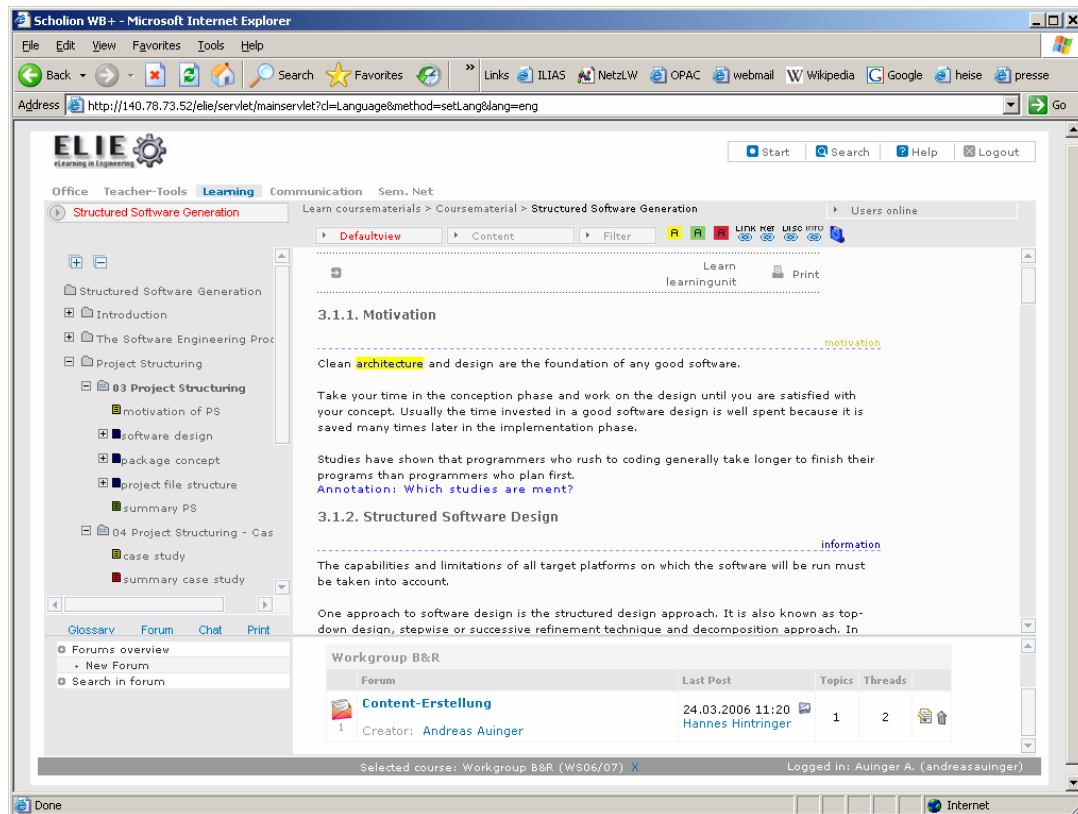 Scholion WB+ - Microsoft Internet Explorer
File Edit View Favorites Tools Help
Back Search Favorites » Links ILIAS NetzLW OPAC webmail W Wikipedia G Google heise presse
Address http://140.78.73.52/elie/servlet/mainservlet?cl=Language&method=setLang&lang=eng Go
ELIE
eLearning in Engineering
Start Search Help Logout
Office Teacher-Tools Learning Communication Sem. Net
Structured Software Generation
Learn coursematerials > Coursematerial > Structured Software Generation
Users online
Defaultview Content Filter A A A Link Ref Disc Info
Learn learningunit
Print
Structured Software Generation
Introduction
The Software Engineering Proc
Project Structuring
03 Project Structuring
motivation of PS
software design
package concept
project file structure
summary PS
04 Project Structuring - Cas
case study
summary case study
3.1.1. Motivation
motivation
Clean architecture and design are the foundation of any good software.
Take your time in the conception phase and work on the design until you are satisfied with
your concept. Usually the time invested in a good software design is well spent because it is
saved many times later in the implementation phase.
Studies have shown that programmers who rush to coding generally take longer to finish their
programs than programmers who plan first.
Annotation: Which studies are ment?
3.1.2. Structured Software Design
information
The capabilities and limitations of all target platforms on which the software will be run must
be taken into account.
One approach to software design is the structured design approach. It is also known as top-
down design, stepwise or successive refinement technique and decomposition approach. In
Glossary Forum Chat Print
Forums overview
New Forum
Search in forum
Workgroup B&R
Forum Last Post Topics Threads
Content-Erstellung
1
Creator: Andreas Auinger
24.03.2006 11:20
Hannes Hintringer
1 2
Selected course: Workgroup B&R (WS06/07) X
Logged in: Auinger A. (andreasauinger)
Done
Internet